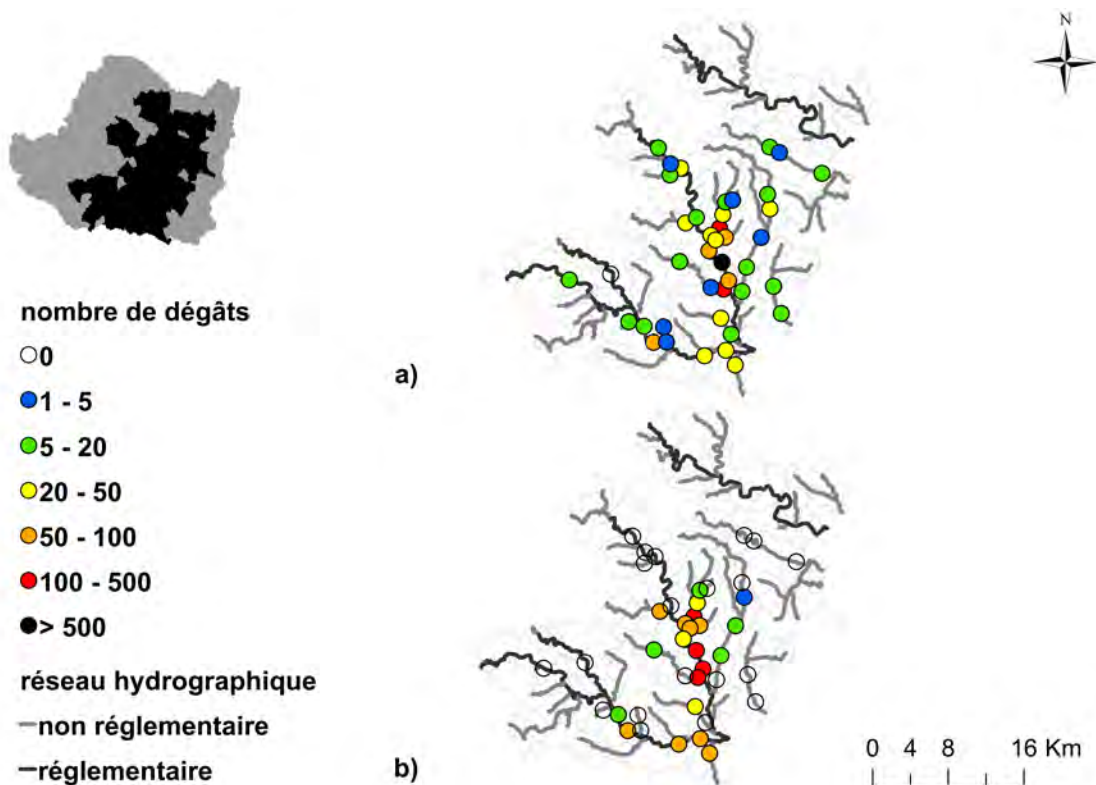 N
nombre de dégâts
0
1 - 5
5 - 20
20 - 50
50 - 100
100 - 500
> 500
réseau hydrographique
non réglementaire
réglementaire
a)
b)
0 4 8 16 Km